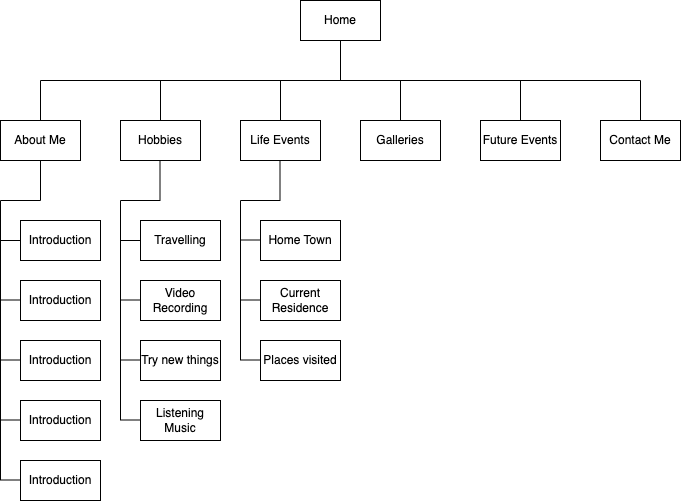 Home
About Me
Hobbies
Life Events
Galleries
Future Events
Contact Me
Introduction
Introduction
Introduction
Introduction
Introduction
Travelling
Video
Recording
Try new things
Listening
Music
Home Town
Current
Residence
Places visited